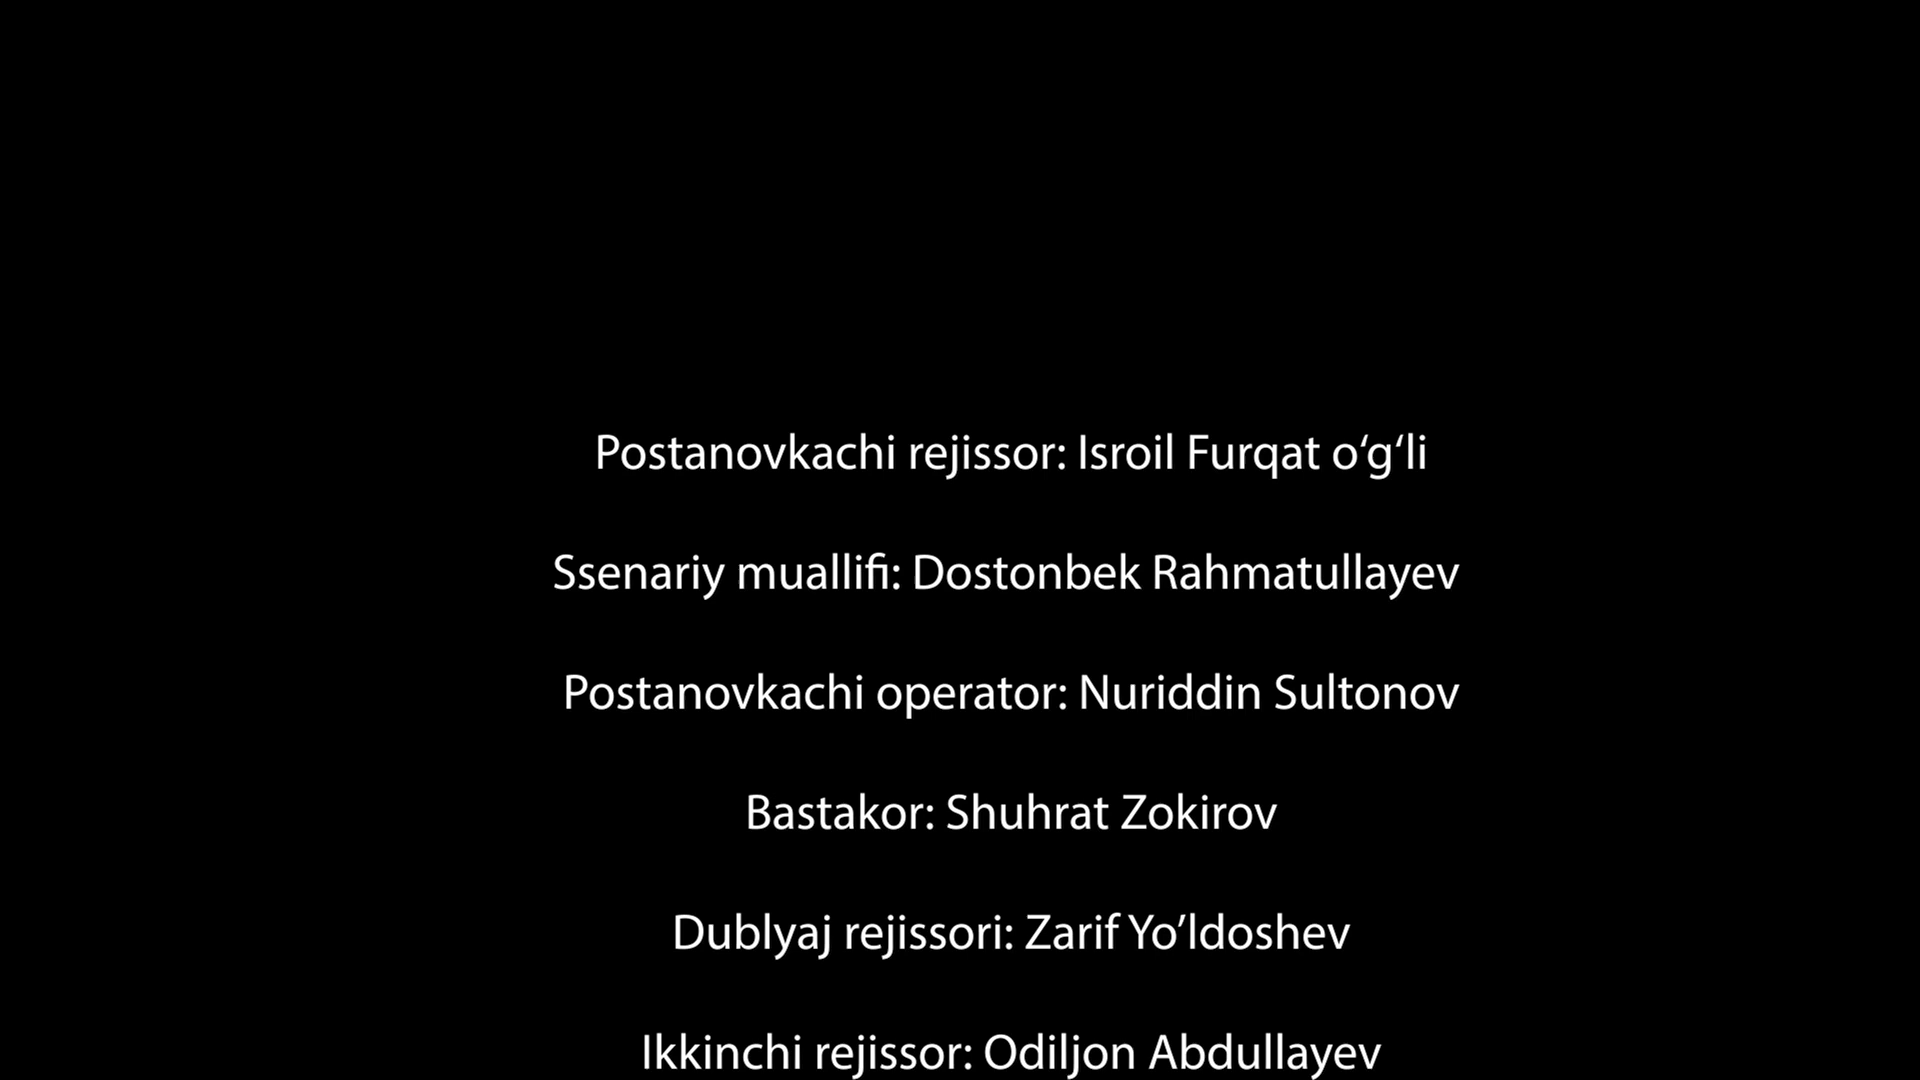 Postanovkachi rejissor: Isroil Furqat o‘g‘li
Ssenariy muallifi: Dostonbek Rahmatullayev
Postanovkachi operator: Nuriddin Sultonov
Bastakor: Shuhrat Zokirov
Dublyaj rejissori: Zarif Yo’ldoshev
Ikkinchi rejissor: Odiljon Abdullayev